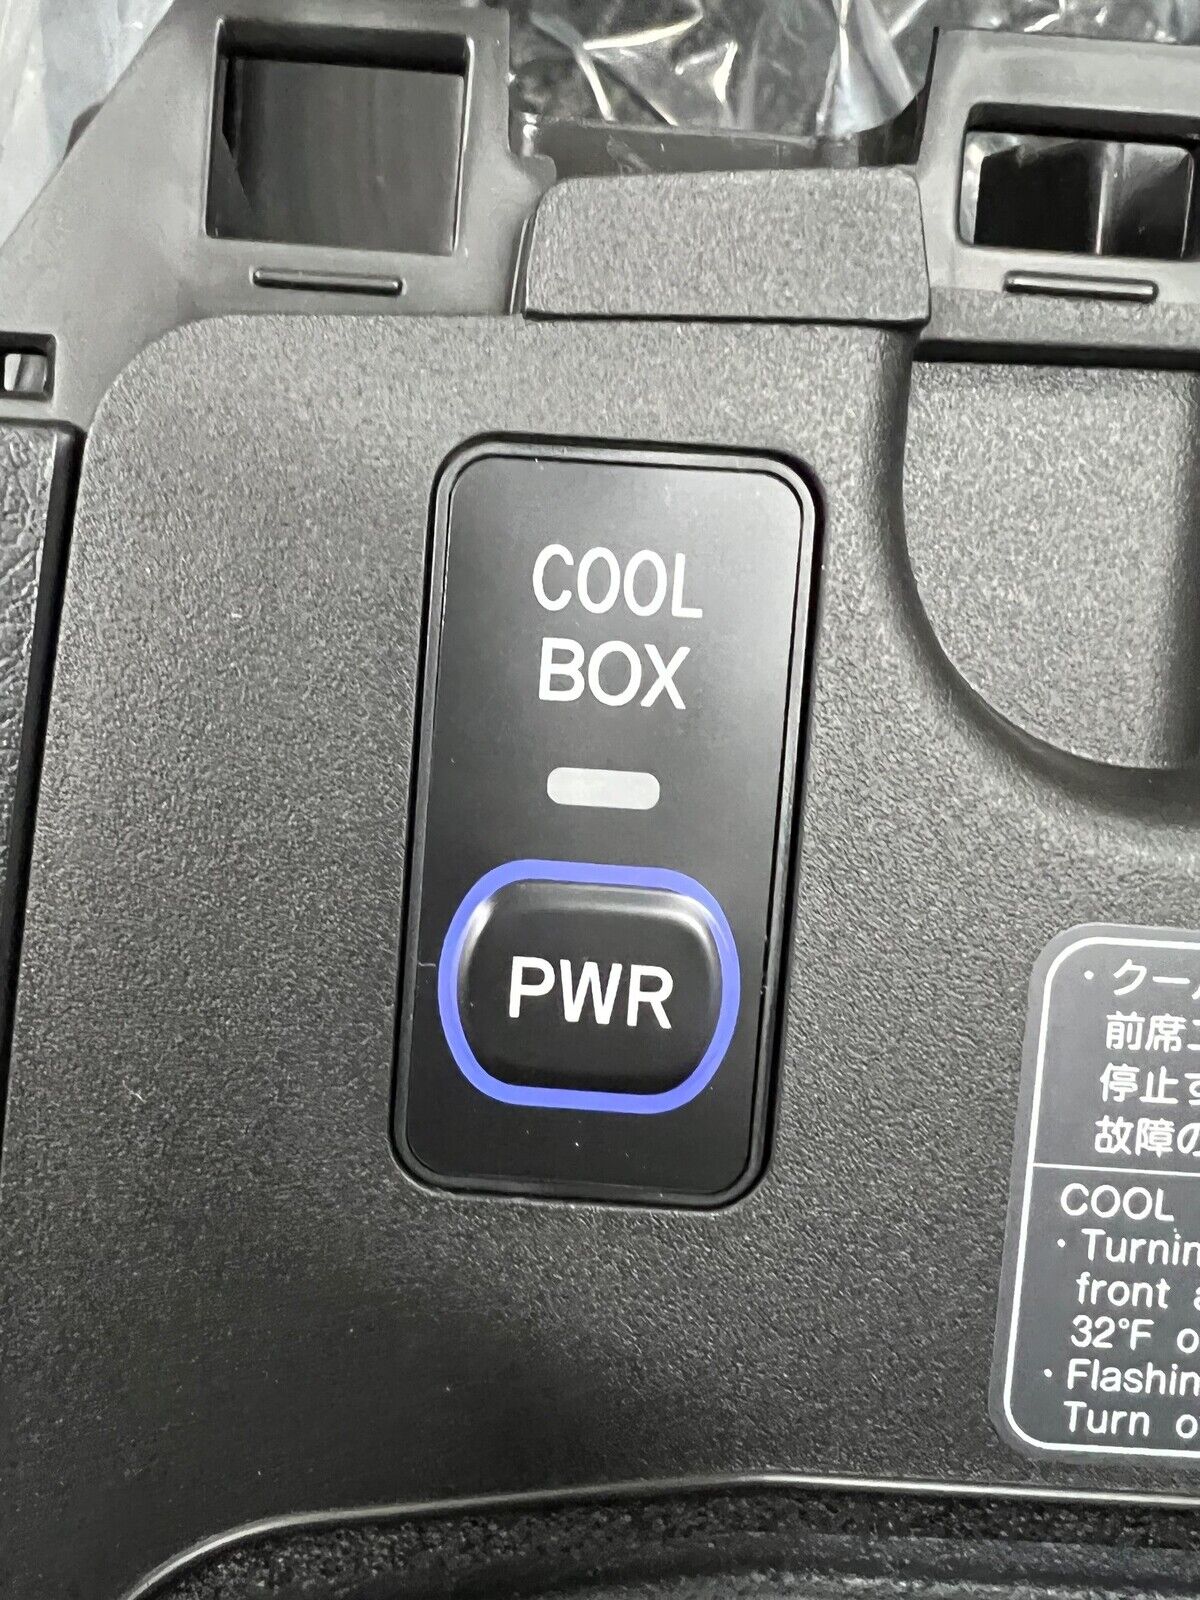 COOL
BOX
PWR
・クー
前席
停止す
故障の
COOL
・Turnin
front
32°F o
・Flashin
Turn o